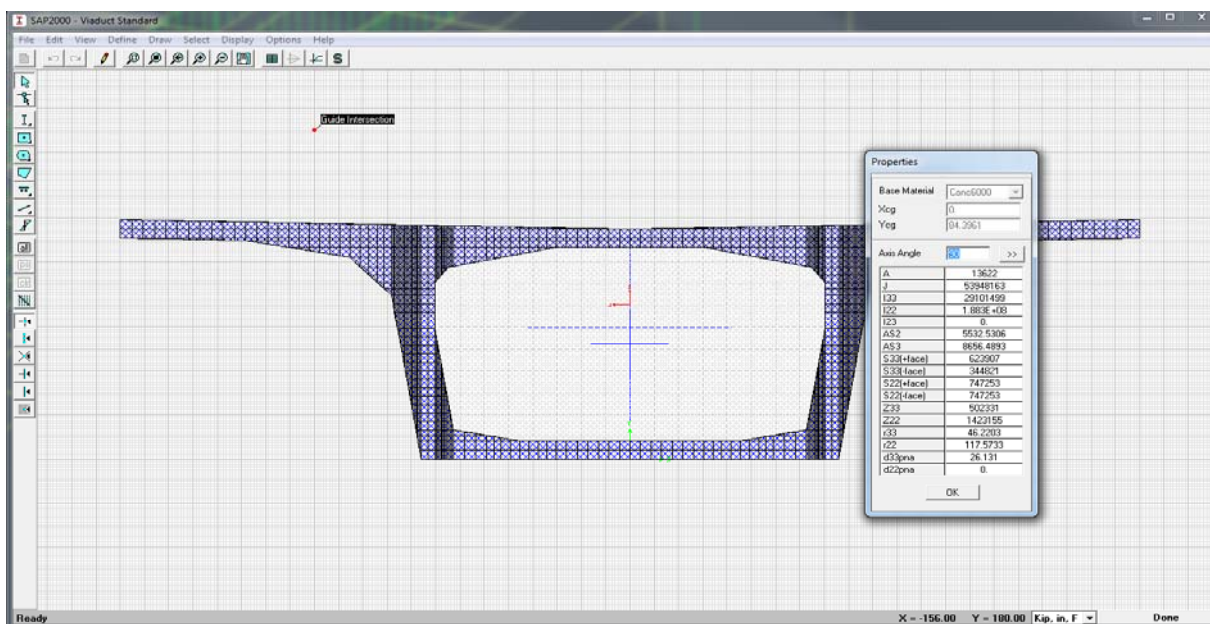 SAP2000 - Viaduct Standard
File Edit View Define Draw Select Display Options Help
Guide Intersection
Properties
Base Material Conc6000
Xcg 0.
Ycg 84.3961
Axis Angle 90 >>
A 13622
J 53948163
I33 29101499
I22 1.883E+08
I23 0.
AS2 5532.5306
AS3 8656.4893
S33(+face) 623907
S33(-face) 344821
S22(+face) 747253
S22(-face) 747253
Z33 502331
Z22 1423155
r33 46.2203
r22 117.5733
d33pna 26.131
d22pna 0.
OK
Ready X = -156.00 Y = 100.00 Kip, in, F Done